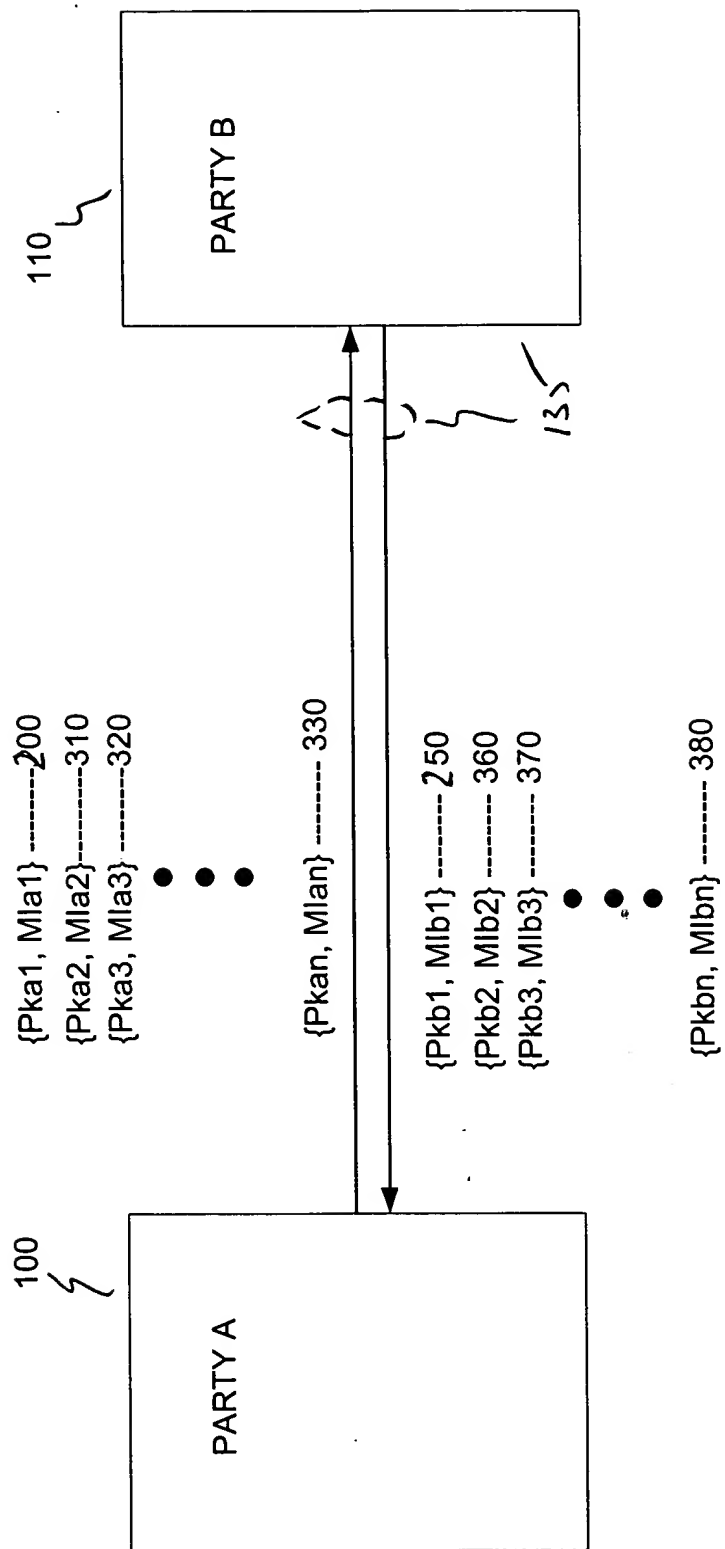 100
PARTY A
{Pka1, MIa1} ---------200
{Pka2, MIa2}----------310
{Pka3, MIa3} ---------320
{Pkan, MIan} --------- 330
{Pkb1, MIb1} --------- 250
{Pkb2, MIb2}--------- 360
{Pkb3, MIb3} -------- 370
{Pkbn, MIbn} -------- 380
110
PARTY B
135